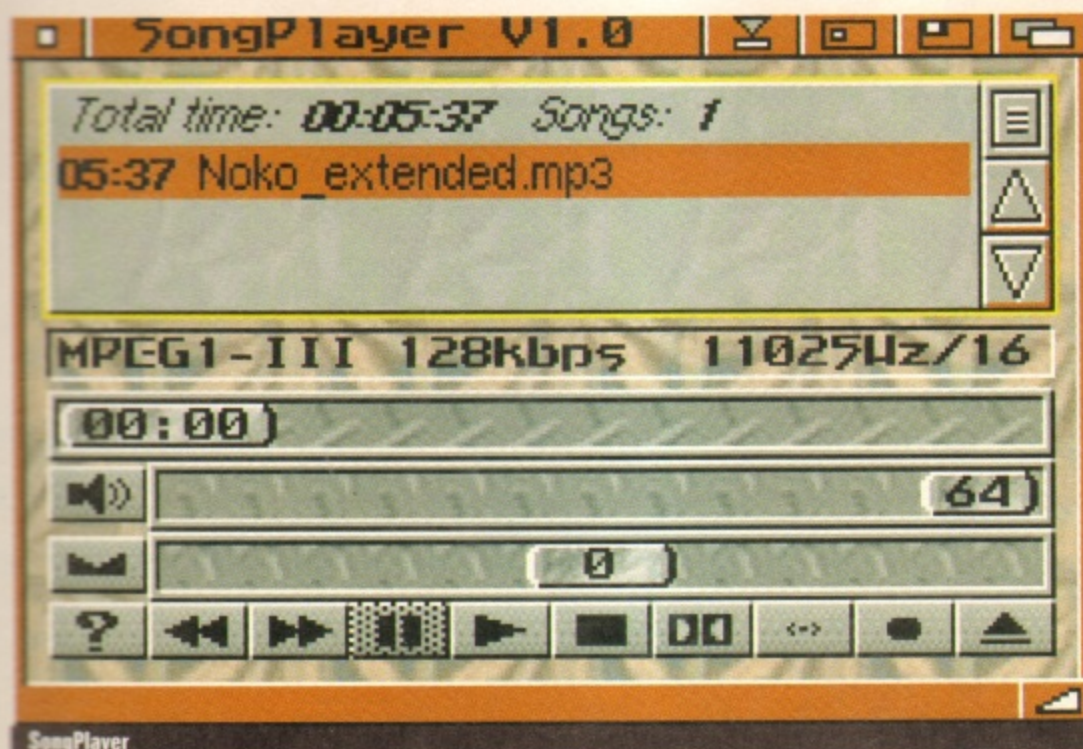 SongPlayer V1.0
Total time: 00:05:37 Songs: 1
05:37 Noko_extended.mp3
MPEG1-III 128kbps 11025Hz/16
00:00
64
0
?
SongPlayer